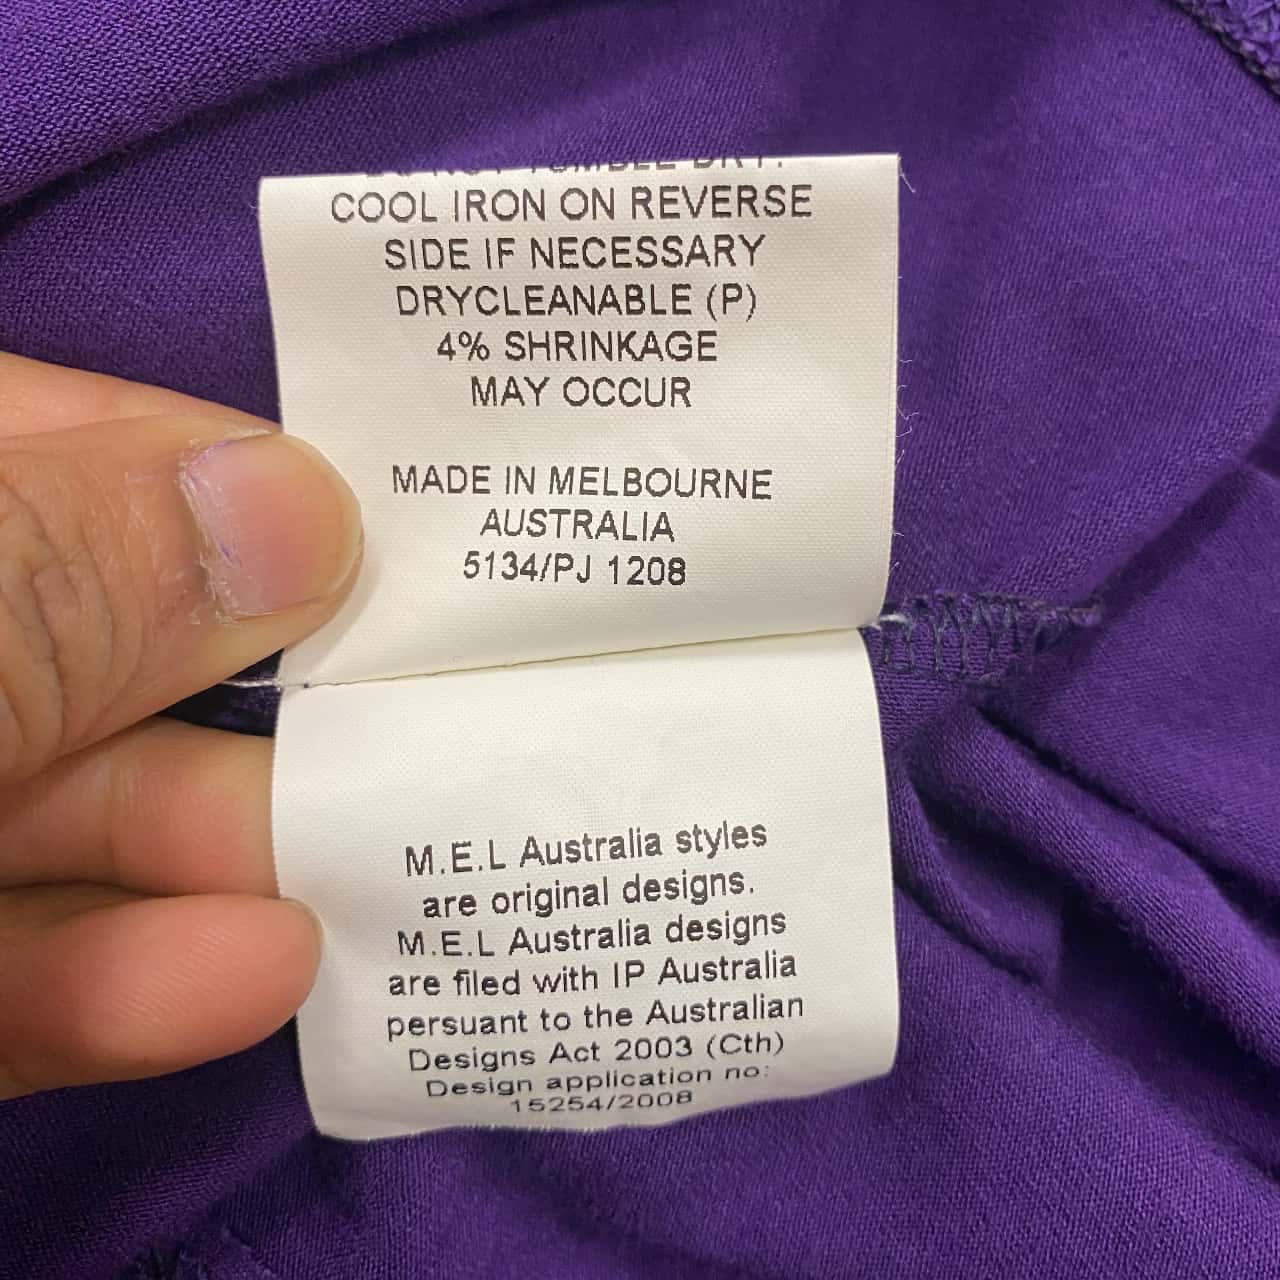 TUMBLE DRY.
COOL IRON ON REVERSE
SIDE IF NECESSARY
DRYCLEANABLE (P)
4% SHRINKAGE
MAY OCCUR
MADE IN MELBOURNE
AUSTRALIA
5134/PJ 1208
M.E.L Australia styles
are original designs.
M.E.L Australia designs
are filed with IP Australia
persuant to the Australian
Designs Act 2003 (Cth)
Design application no:
15254/2008